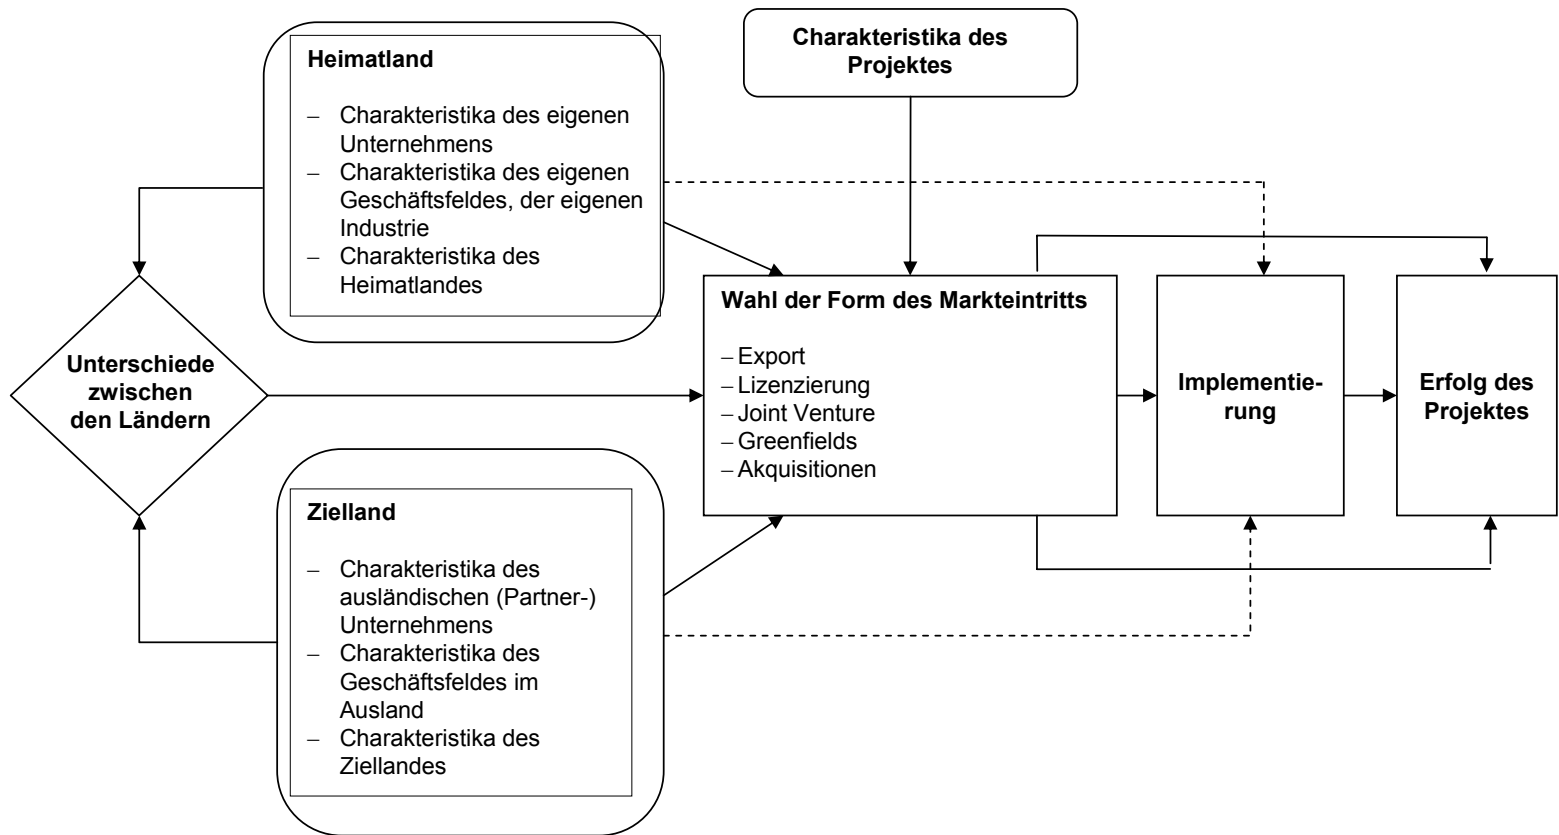 Heimatland
– Charakteristika des eigenen
Unternehmens
– Charakteristika des eigenen
Geschäftsfeldes, der eigenen
Industrie
– Charakteristika des
Heimatlandes
Charakteristika des
Projektes
Unterschiede
zwischen
den Ländern
Wahl der Form des Markteintritts
– Export
– Lizenzierung
– Joint Venture
– Greenfields
– Akquisitionen
Implementie-
rung
Erfolg des
Projektes
Zielland
– Charakteristika des
ausländischen (Partner-)
Unternehmens
– Charakteristika des
Geschäftsfeldes im
Ausland
– Charakteristika des
Ziellandes